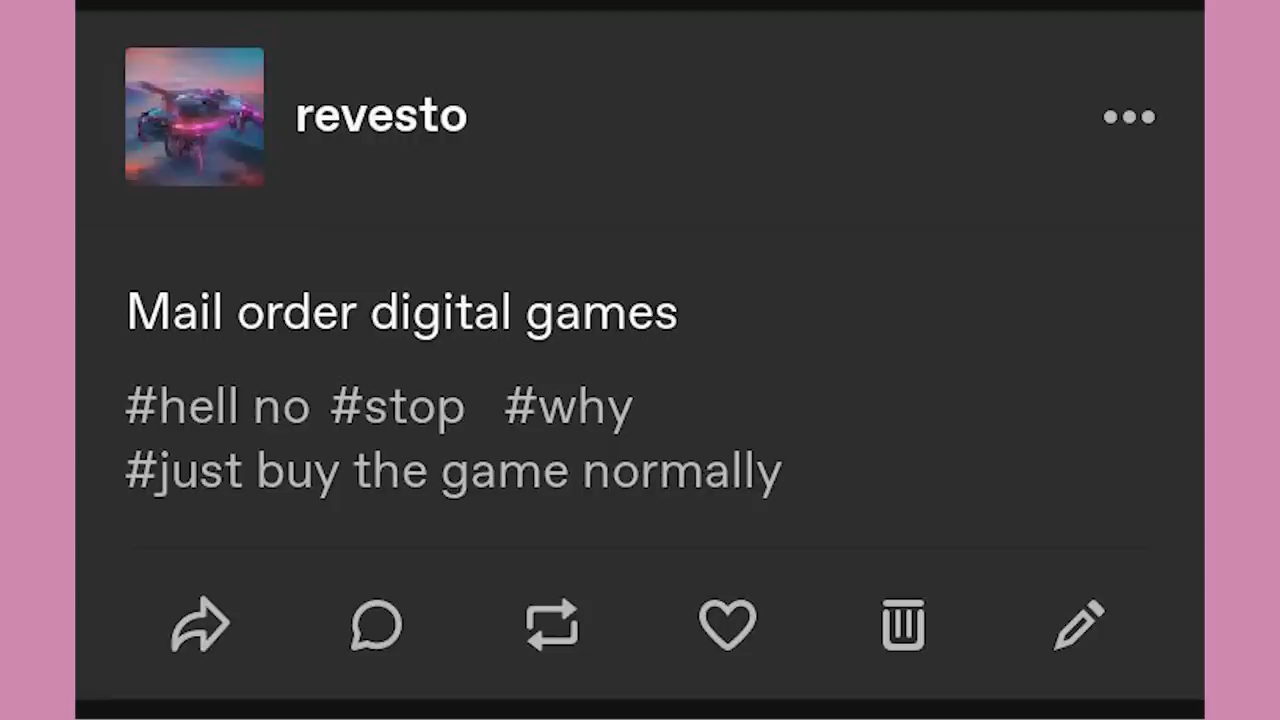 revesto
Mail order digital games
#hell no #stop #why
#just buy the game normally